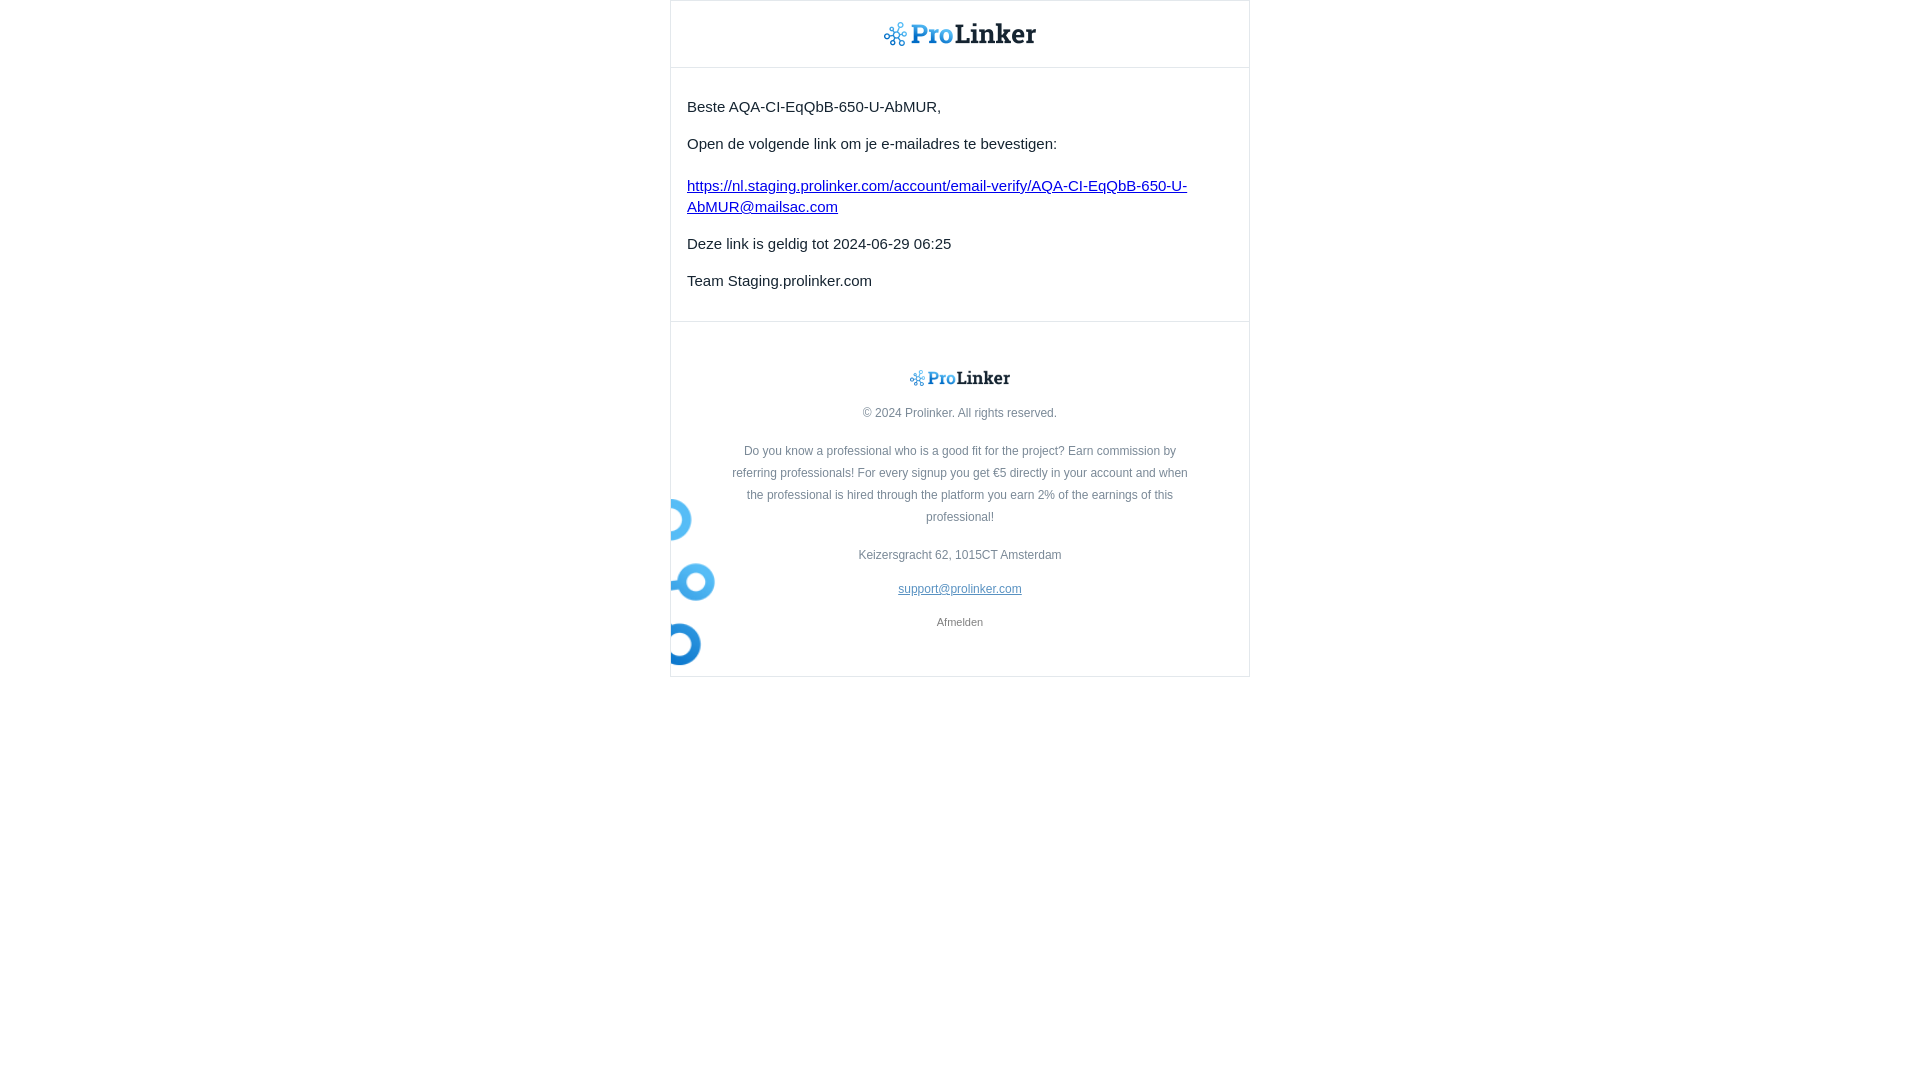 ProLinker
Beste AQA-CI-EqQbB-650-U-AbMUR,
Open de volgende link om je e-mailadres te bevestigen:
https://nl.staging.prolinker.com/account/email-verify/AQA-CI-EqQbB-650-U-
AbMUR@mailsac.com
Deze link is geldig tot 2024-06-29 06:25
Team Staging.prolinker.com
ProLinker
© 2024 Prolinker. All rights reserved.
Do you know a professional who is a good fit for the project? Earn commission by
referring professionals! For every signup you get €5 directly in your account and when
the professional is hired through the platform you earn 2% of the earnings of this
professional!
Keizersgracht 62, 1015CT Amsterdam
support@prolinker.com
Afmelden